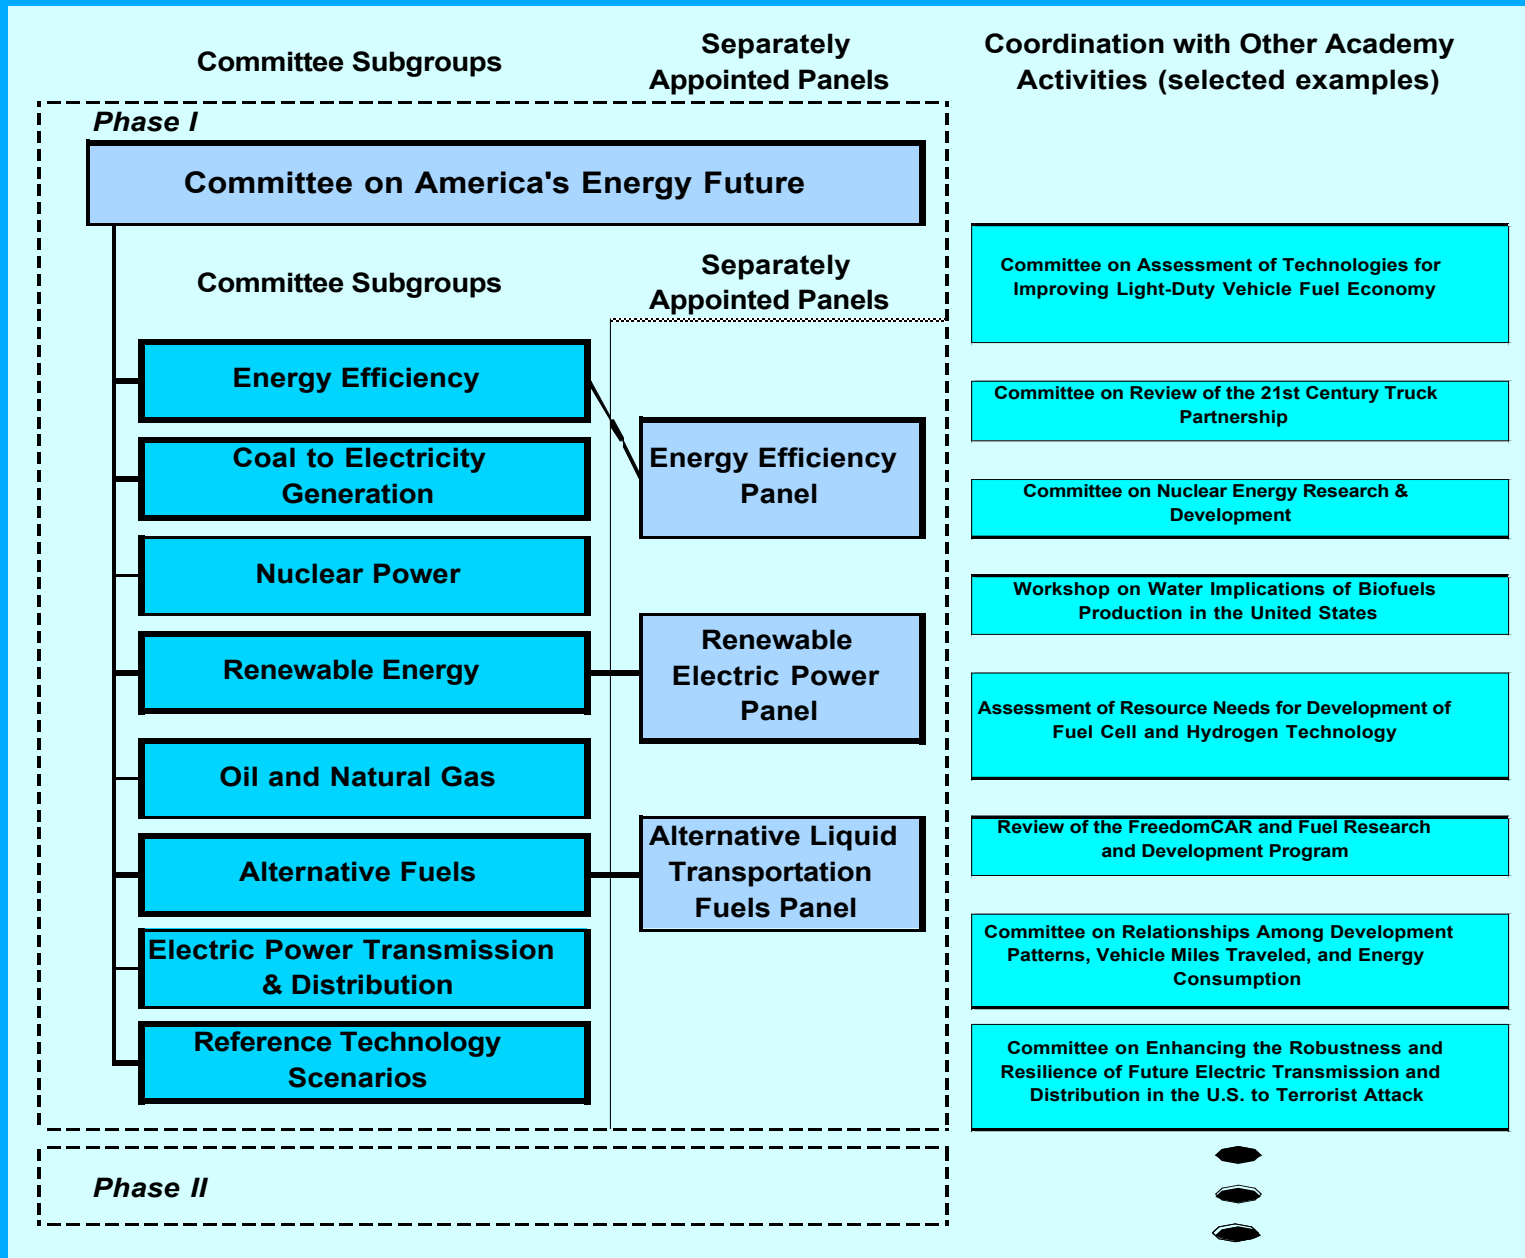 Committee Subgroups
Separately
Appointed Panels
Coordination with Other Academy
Activities (selected examples)
Phase I
Committee on America's Energy Future
Committee Subgroups
Separately
Appointed Panels
Energy Efficiency
Coal to Electricity
Generation
Nuclear Power
Renewable Energy
Oil and Natural Gas
Alternative Fuels
Electric Power Transmission
& Distribution
Reference Technology
Scenarios
Energy Efficiency
Panel
Renewable
Electric Power
Panel
Alternative Liquid
Transportation
Fuels Panel
Committee on Assessment of Technologies for
Improving Light-Duty Vehicle Fuel Economy
Committee on Review of the 21st Century Truck
Partnership
Committee on Nuclear Energy Research &
Development
Workshop on Water Implications of Biofuels
Production in the United States
Assessment of Resource Needs for Development of
Fuel Cell and Hydrogen Technology
Review of the FreedomCAR and Fuel Research
and Development Program
Committee on Relationships Among Development
Patterns, Vehicle Miles Traveled, and Energy
Consumption
Committee on Enhancing the Robustness and
Resilience of Future Electric Transmission and
Distribution in the U.S. to Terrorist Attack
Phase II